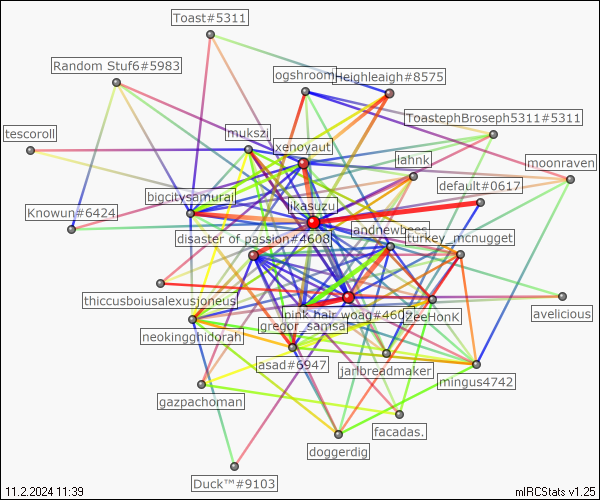 Toast#5311
Random Stuf6#5983
ogshroom
Heighleigh#8575
ToastephBroseph5311#5311
tescoroll
mukszi
xenoyaut
lahnk
moonraven
default#0617
bigcitysamurai
ikasuzu
Knowun#6424
andnewbees
disaster of passion#4608
turkey_mcnugget
thiccusboiusalexusjoneus
pink hair woag#460
ZeeHonK
avelicious
gregor_samsa
neokingghidorah
asad#6947
jarlbreadmaker
mingus4742
gazpachoman
facadas.
doggerdig
Duck™#9103
11.2.2024 11:39
mIRCStats v1.25